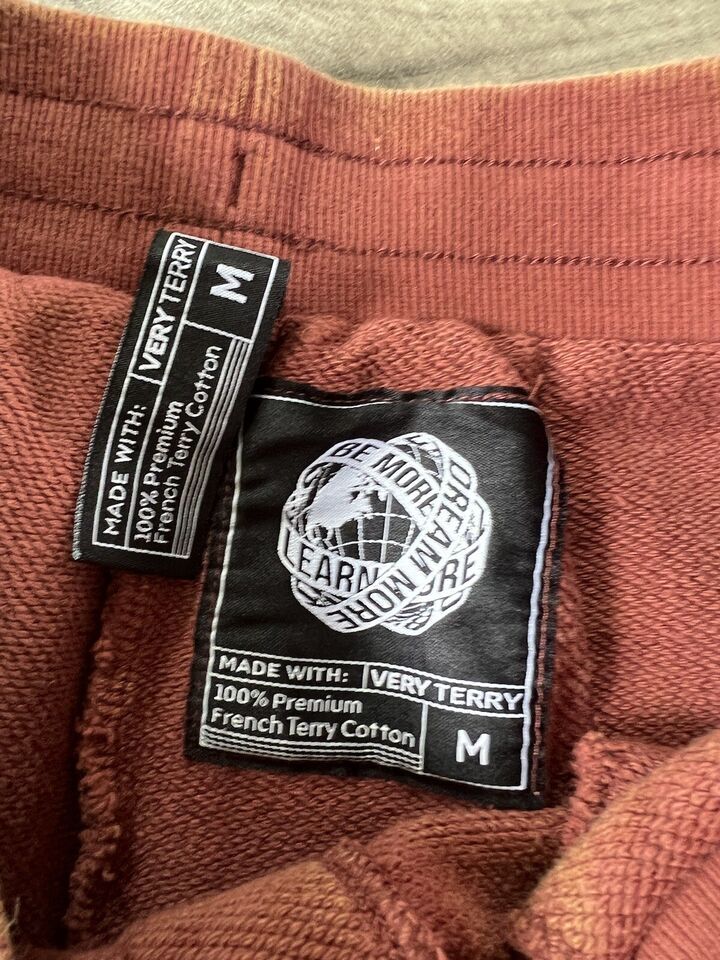 M
MADE WITH: VERY TERRY
100% Premium
French Terry Cotton
BE MORE
DREAM MORE
EARN MORE
MADE WITH: VERY TERRY
100% Premium
French Terry Cotton
M